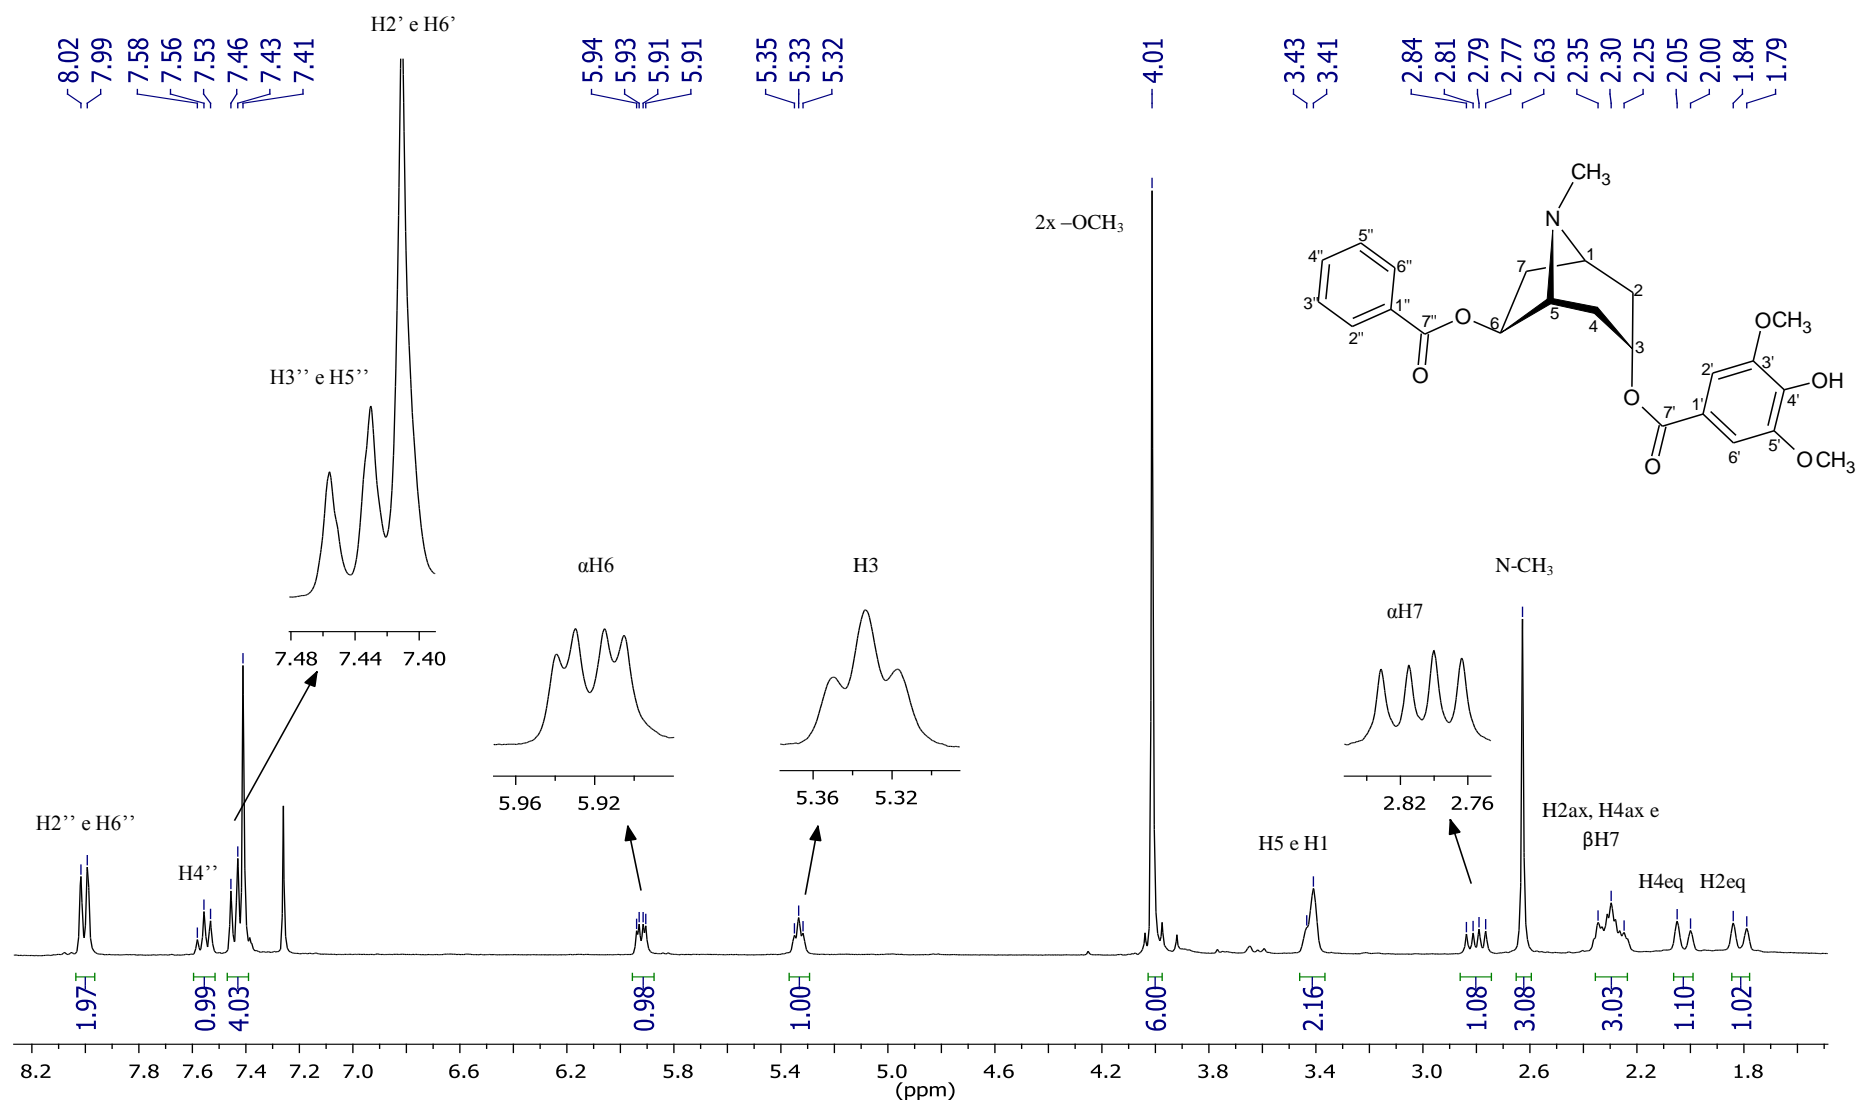 H2’ e H6’
8.02 7.99 7.58 7.56 7.53 7.46 7.43 7.41 5.94 5.93 5.91 5.91 5.35 5.33 5.32 4.01 3.43 3.41 2.84 2.81 2.79 2.77 2.63 2.35 2.30 2.25 2.05 2.00 1.84 1.79
2x –OCH3
CH3
N
5"
4"
6"
3"
1"
2"
7"
O
O
7
1
2
6
5
4
3
O
OCH3
3'
2'
OH
4'
1'
7'
5'
6'
O
OCH3
H3’’ e H5’’
7.48 7.44 7.40
αH6
5.96 5.92
H3
5.36 5.32
αH7
2.82 2.76
N-CH3
H2’’ e H6’’
H4’’
H5 e H1
H2ax, H4ax e
βH7
H4eq
H2eq
1.97 0.99 4.03 0.98 1.00 6.00 2.16 1.08 3.08 3.03 1.10 1.02
8.2 7.8 7.6 7.4 7.2 7.0 6.6 6.2 5.8 5.4 5.0 4.6 4.2 3.8 3.4 3.0 2.6 2.2 1.8
(ppm)